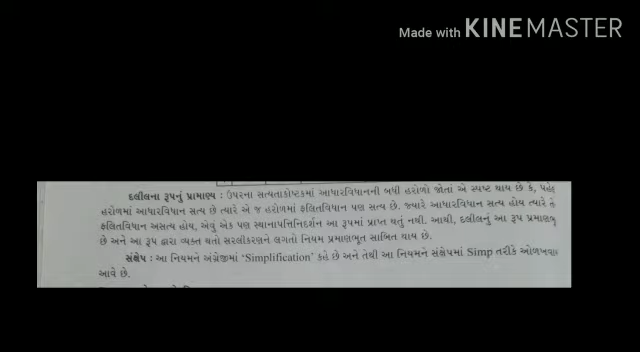 Made with KINEMASTER
દલીલના રૂપનું પ્રામાણ્ય : ઉપરના સત્યતાકોષ્ટકમાં આધારવિધાનની બધી હરોળો જોતાં એ સ્પષ્ટ થાય છે કે, પહેલ
હરોળમાં આધારવિધાન સત્ય છે ત્યારે એ જ હરોળમાં ફલિતવિધાન પણ સત્ય છે. જ્યારે આધારવિધાન સત્ય હોય ત્યારે
ફલિતવિધાન અસત્ય હોય, એવું એક પણ સ્થાનાપત્તિનિદર્શન આ રૂપમાં પ્રાપ્ત થતું નથી. આથી, દલીલનું આ રૂપ પ્રમાણભૂ
છે અને આ રૂપ દ્વારા વ્યક્ત થતો સરલીકરણને લગતો નિયમ પ્રમાણભૂત સાબિત થાય છે.
સંક્ષેપ : આ નિયમને અંગ્રેજીમાં ‘Simplification’ કહે છે અને તેથી આ નિયમને સંક્ષેપમાં Simp તરીકે ઓળખવા
આવે છે.